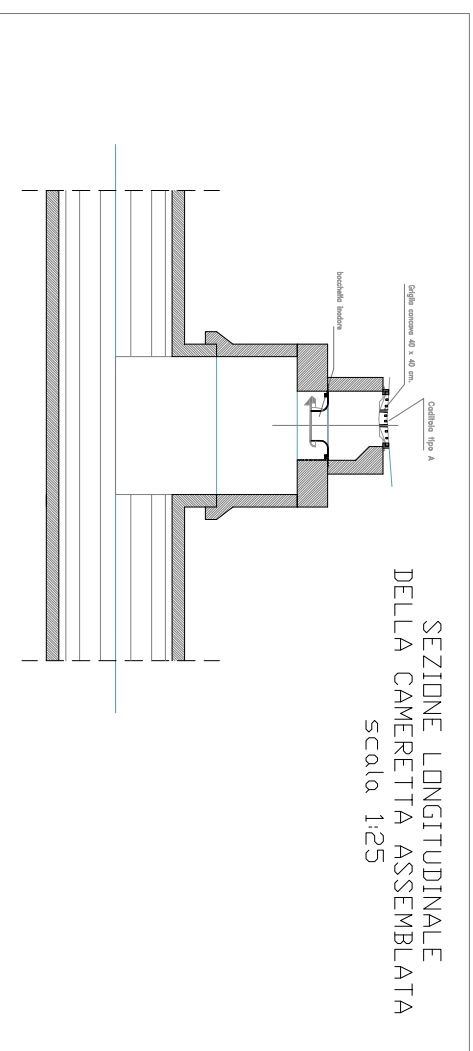 SEZIONE LONGITUDINALE
DELLA CAMERETTA ASSEMBLATA
scala 1:25
Caditoia tipo A
Griglia concava 40 x 40 cm.
bocchetta inodore